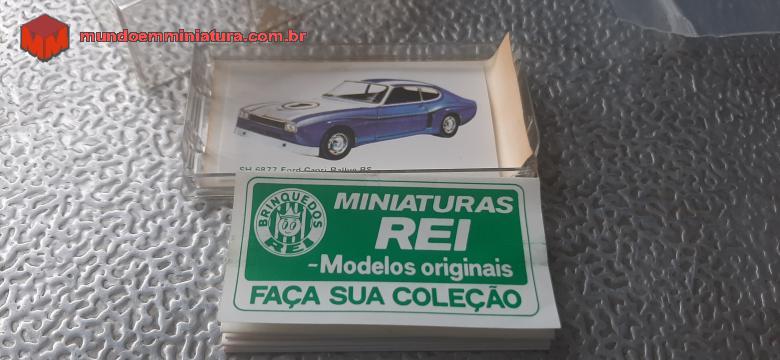 mundoemminiatura.com.br
SH 6877 Ford Capri Rallye RS
BRINQUEDOS
REI
MINIATURAS
REI
-Modelos originais
FAÇA SUA COLEÇÃO